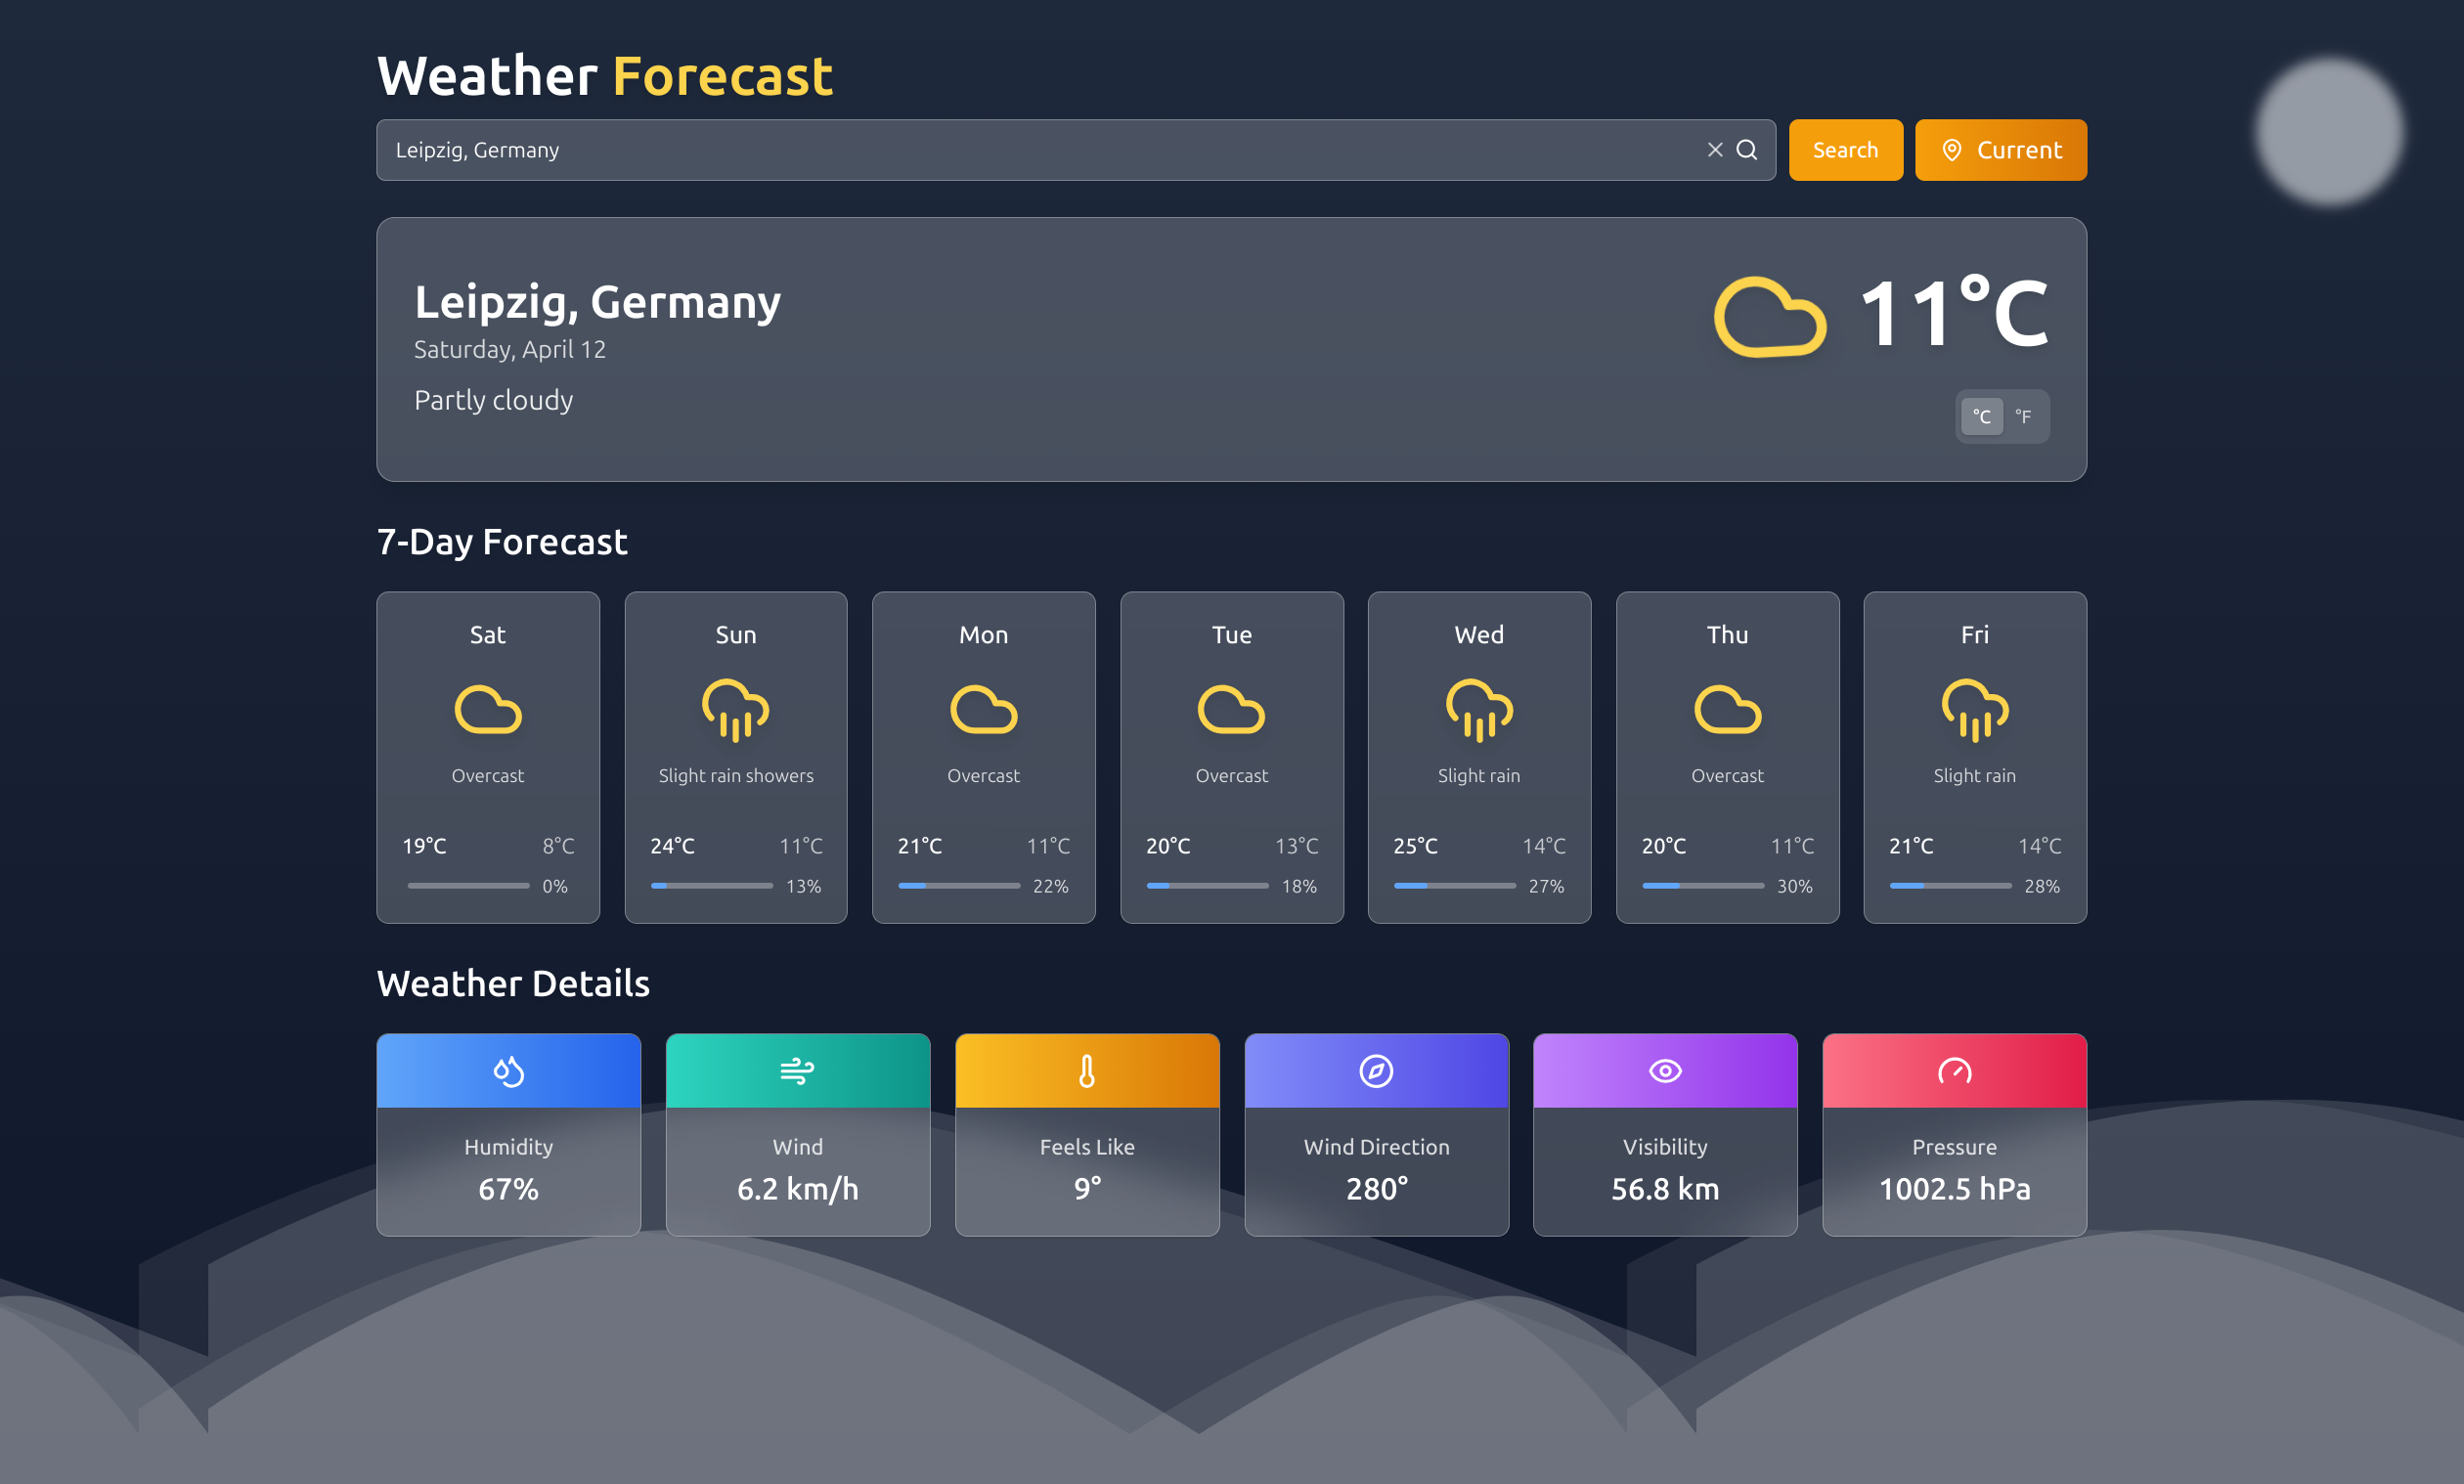 Weather Forecast
Leipzig, Germany
Search
Current
Leipzig, Germany
Saturday, April 12
Partly cloudy
11°C
°C °F
7-Day Forecast
Sat
Overcast
19°C 8°C
0%
Sun
Slight rain showers
24°C 11°C
13%
Mon
Overcast
21°C 11°C
22%
Tue
Overcast
20°C 13°C
18%
Wed
Slight rain
25°C 14°C
27%
Thu
Overcast
20°C 11°C
30%
Fri
Slight rain
21°C 14°C
28%
Weather Details
Humidity
67%
Wind
6.2 km/h
Feels Like
9°
Wind Direction
280°
Visibility
56.8 km
Pressure
1002.5 hPa